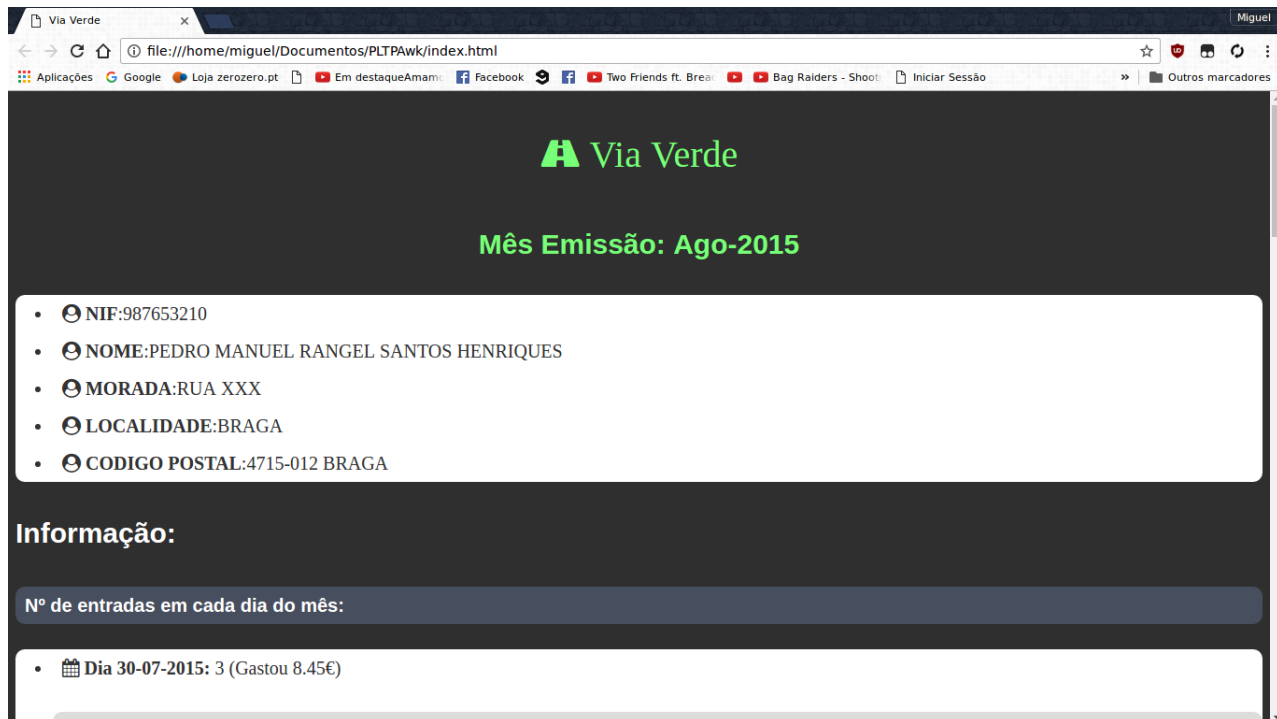 Via Verde
Miguel
file:///home/miguel/Documentos/PLTPAwk/index.html
Aplicações Google Loja zerozero.pt Em destaqueAmamo Facebook Two Friends ft. Brea Bag Raiders - Shoot Iniciar Sessão » Outros marcadores
Via Verde
Mês Emissão: Ago-2015
• NIF:987653210
• NOME:PEDRO MANUEL RANGEL SANTOS HENRIQUES
• MORADA:RUA XXX
• LOCALIDADE:BRAGA
• CODIGO POSTAL:4715-012 BRAGA
Informação:
Nº de entradas em cada dia do mês:
• Dia 30-07-2015: 3 (Gastou 8.45€)